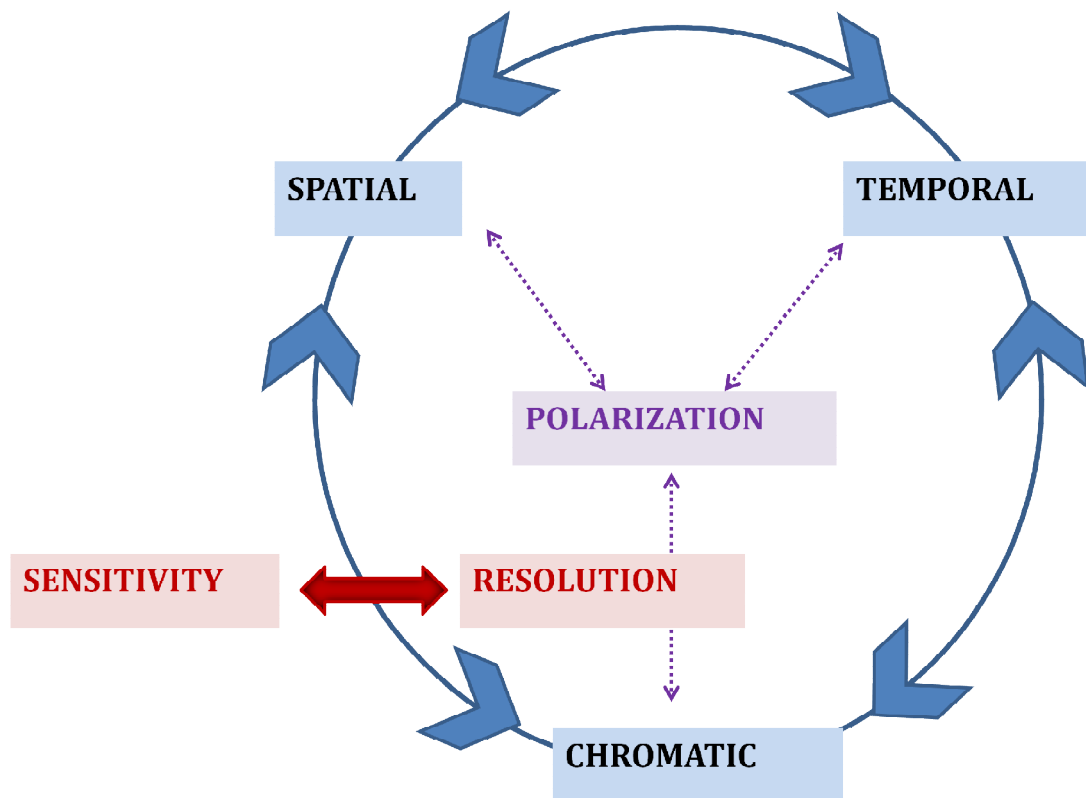 SPATIAL
TEMPORAL
POLARIZATION
SENSITIVITY
RESOLUTION
CHROMATIC